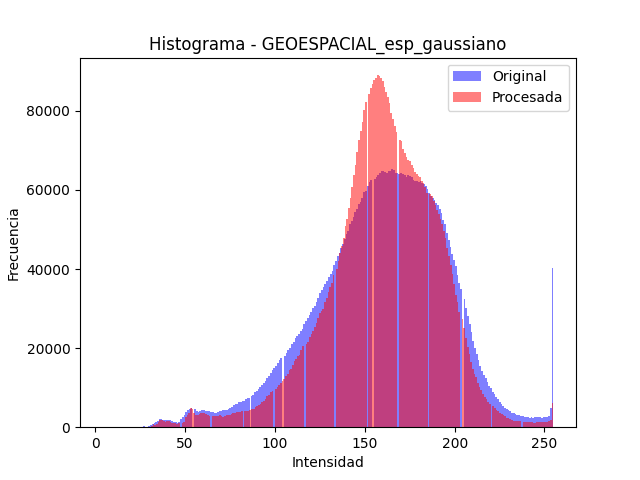 Histograma - GEOESPACIAL_esp_gaussiano
Original
Procesada
80000
60000
40000
20000
0
Frecuencia
0 50 100 150 200 250
Intensidad